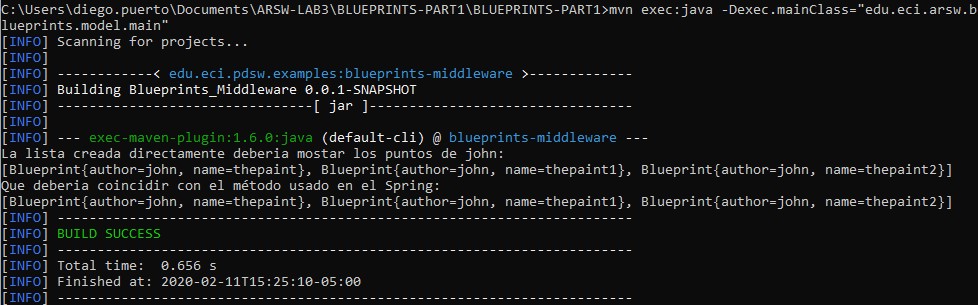 C:\Users\diego.puerto\Documents\ARSW-LAB3\BLUEPRINTS-PART1\BLUEPRINTS-PART1>mvn exec:java -Dexec.mainClass="edu.eci.arsw.b
lueprints.model.main"
[INFO] Scanning for projects...
[INFO]
[INFO] ------------< edu.eci.pdsw.examples:blueprints-middleware >-------------
[INFO] Building Blueprints_Middleware 0.0.1-SNAPSHOT
[INFO] --------------------------------[ jar ]---------------------------------
[INFO]
[INFO] --- exec-maven-plugin:1.6.0:java (default-cli) @ blueprints-middleware ---
La lista creada directamente deberia mostar los puntos de john:
[Blueprint{author=john, name=thepaint}, Blueprint{author=john, name=thepaint1}, Blueprint{author=john, name=thepaint2}]
Que deberia coincidir con el método usado en el Spring:
[Blueprint{author=john, name=thepaint}, Blueprint{author=john, name=thepaint1}, Blueprint{author=john, name=thepaint2}]
[INFO] ------------------------------------------------------------------------
[INFO] BUILD SUCCESS
[INFO] ------------------------------------------------------------------------
[INFO] Total time:  0.656 s
[INFO] Finished at: 2020-02-11T15:25:10-05:00
[INFO] ------------------------------------------------------------------------